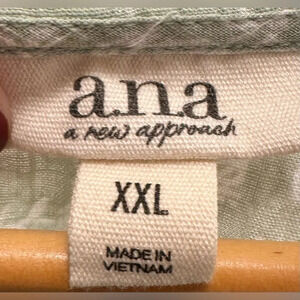 a.n.a
a new approach
XXL
MADE IN
VIETNAM